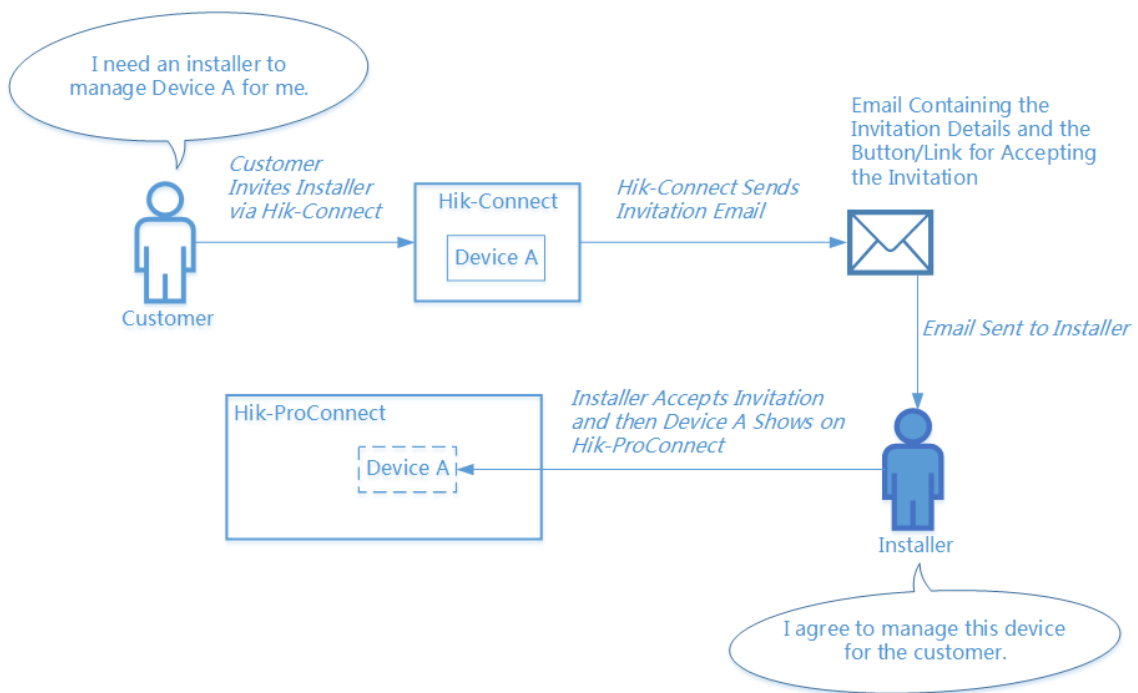 I need an installer to
manage Device A for me.
Customer
Invites Installer
via Hik-Connect
Hik-Connect
Device A
Hik-Connect Sends
Invitation Email
Email Containing the
Invitation Details and the
Button/Link for Accepting
the Invitation
Customer
Email Sent to Installer
Installer Accepts Invitation
and then Device A Shows on
Hik-ProConnect
Hik-ProConnect
Device A
Installer
I agree to manage this device
for the customer.